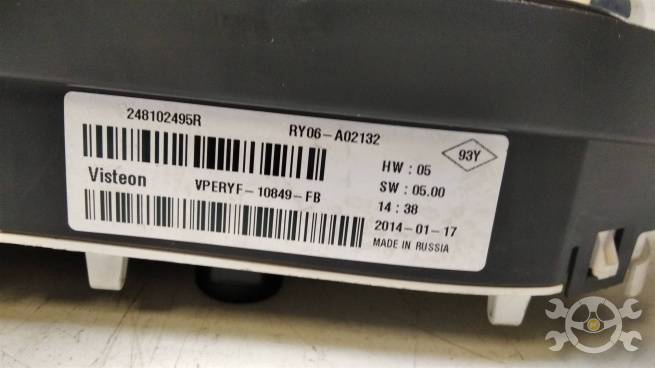 248102495R RY06-A02132
Visteon VPERYF-10849-FB
93Y
HW : 05
SW : 05.00
14 : 38
2014-01-17
MADE IN RUSSIA